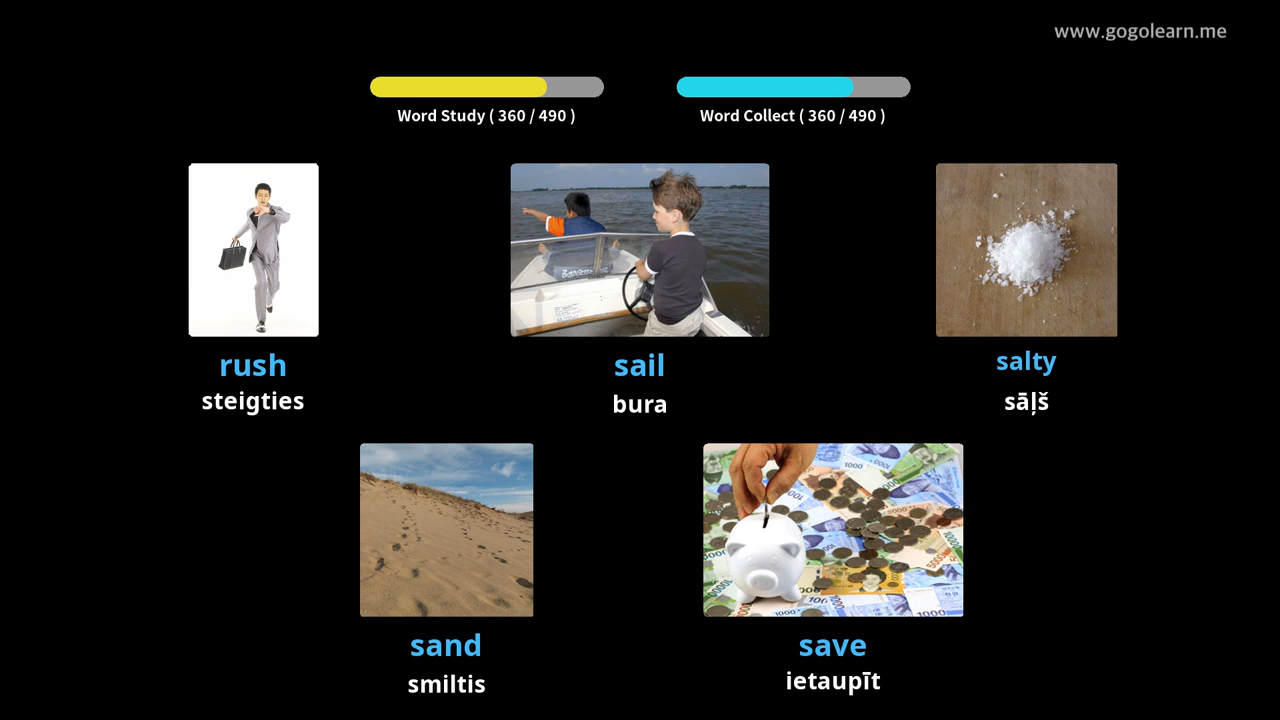 www.gogolearn.me
Word Study ( 360 / 490 )
Word Collect ( 360 / 490 )
rush
steigties
sail
bura
salty
sāļš
sand
smiltis
save
ietaupīt